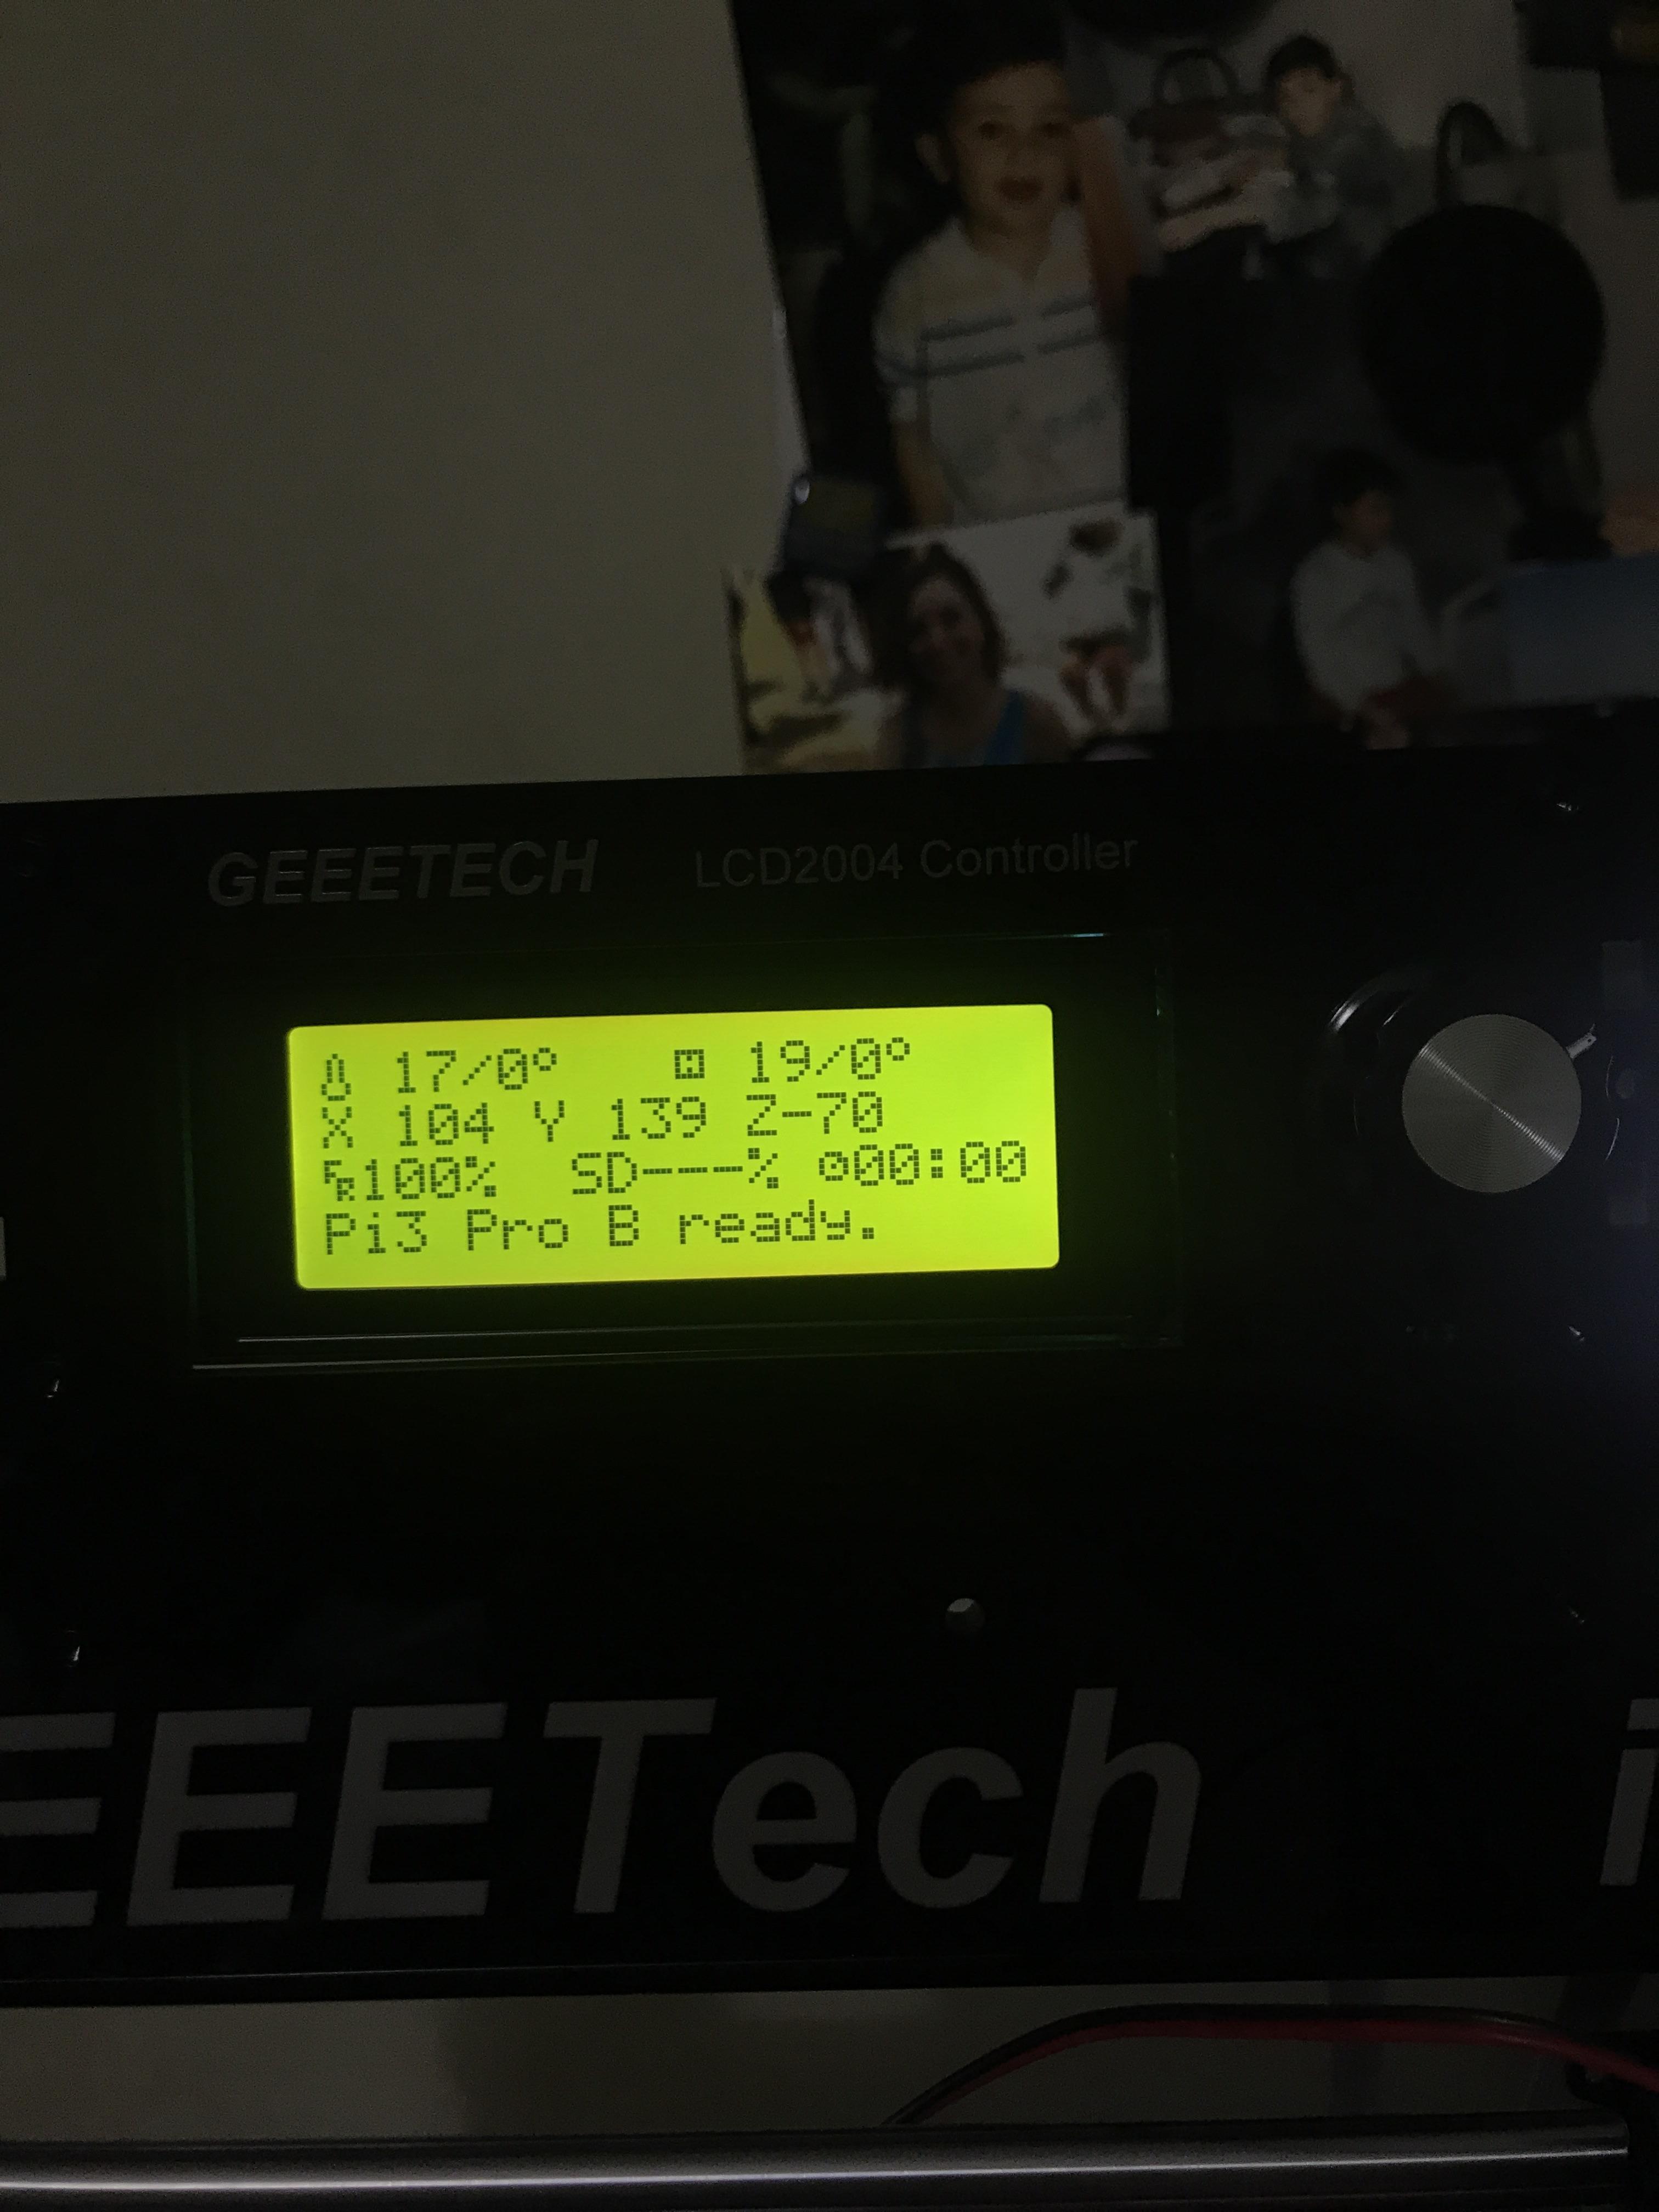 GEEETECH LCD2004 Controller
17/0° 19/0°
X 104 Y 139 Z-70
100% SD---% 00:00
Pi3 Pro B ready.
EEETech i